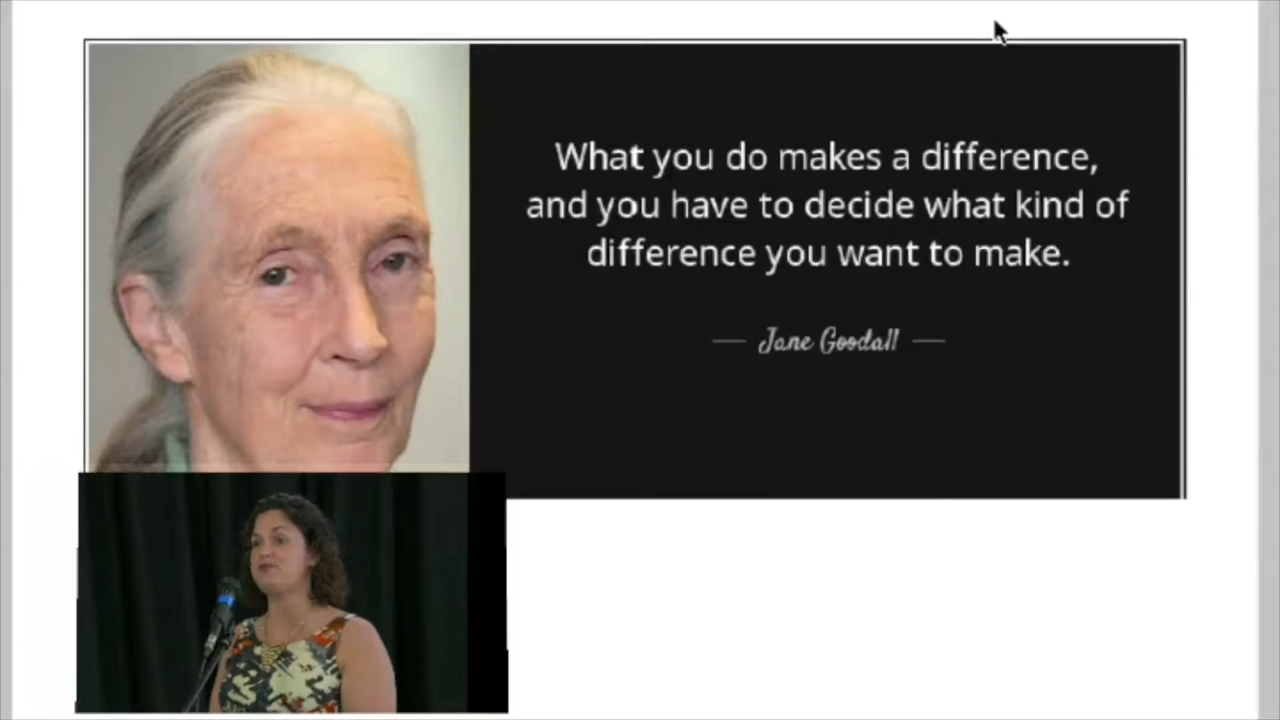 What you do makes a difference,
and you have to decide what kind of
difference you want to make.
— Jane Goodall —